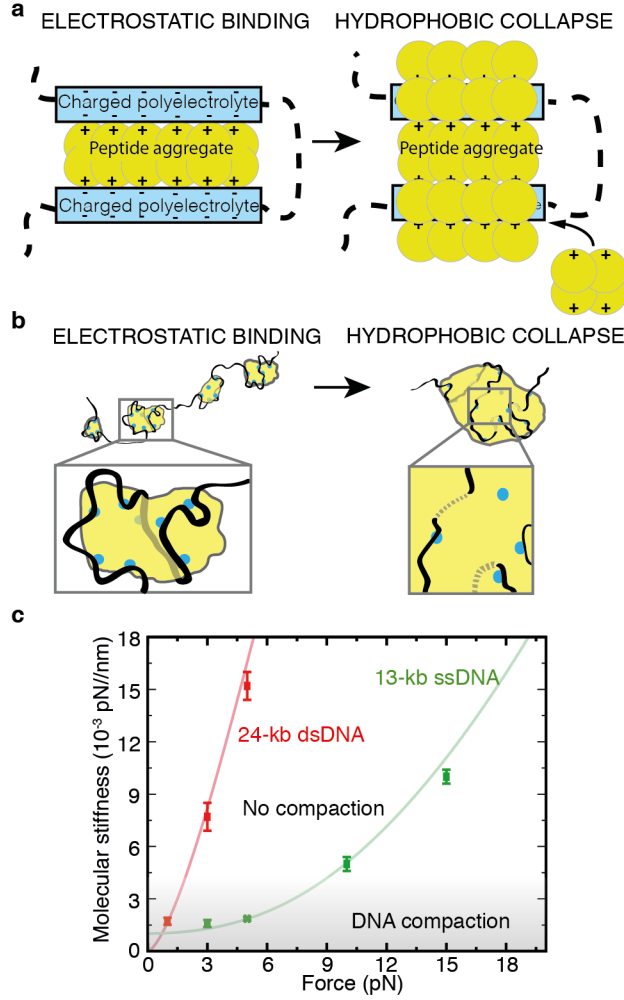 a
ELECTROSTATIC BINDING
HYDROPHOBIC COLLAPSE
- - - - - -
Charged polyelectrolyte
+ + + + + +
Peptide aggregate
+ + + + + +
- - - - - -
Charged polyelectrolyte
+ + + +
Peptide aggregate
+ + + +
+ +
+ +
b
ELECTROSTATIC BINDING
HYDROPHOBIC COLLAPSE
c
Molecular stiffness (10⁻³ pN//nm)
18
15
12
9
6
3
0
24-kb dsDNA
13-kb ssDNA
No compaction
DNA compaction
0 3 6 9 12 15 18
Force (pN)